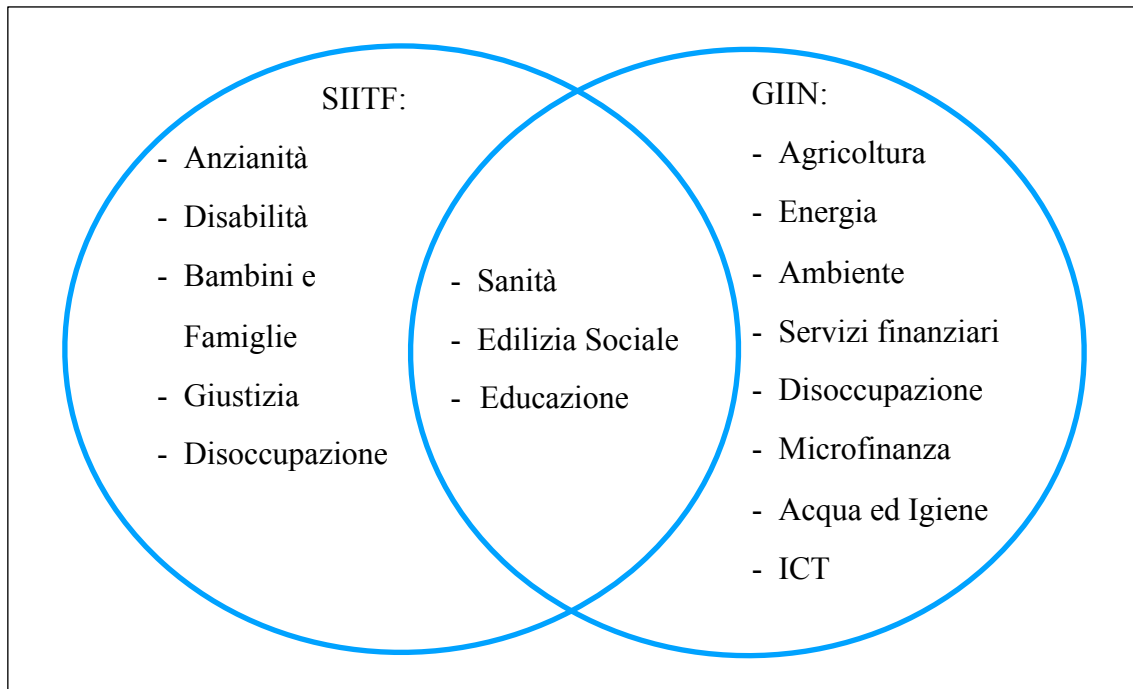 SIITF:
- Anzianità
- Disabilità
- Bambini e
Famiglie
- Giustizia
- Disoccupazione
- Sanità
- Edilizia Sociale
- Educazione
GIIN:
- Agricoltura
- Energia
- Ambiente
- Servizi finanziari
- Disoccupazione
- Microfinanza
- Acqua ed Igiene
- ICT